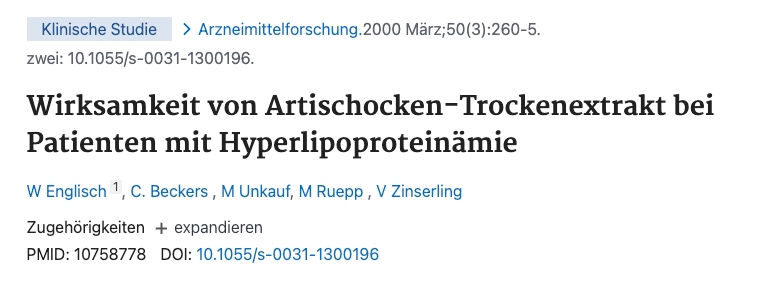 Klinische Studie > Arzneimittelforschung.2000 März;50(3):260-5.
zwei: 10.1055/s-0031-1300196.
Wirksamkeit von Artischocken-Trockenextrakt bei
Patienten mit Hyperlipoproteinämie
W Englisch 1, C. Beckers , M Unkauf, M Ruepp , V Zinserling
Zugehörigkeiten + expandieren
PMID: 10758778 DOI: 10.1055/s-0031-1300196